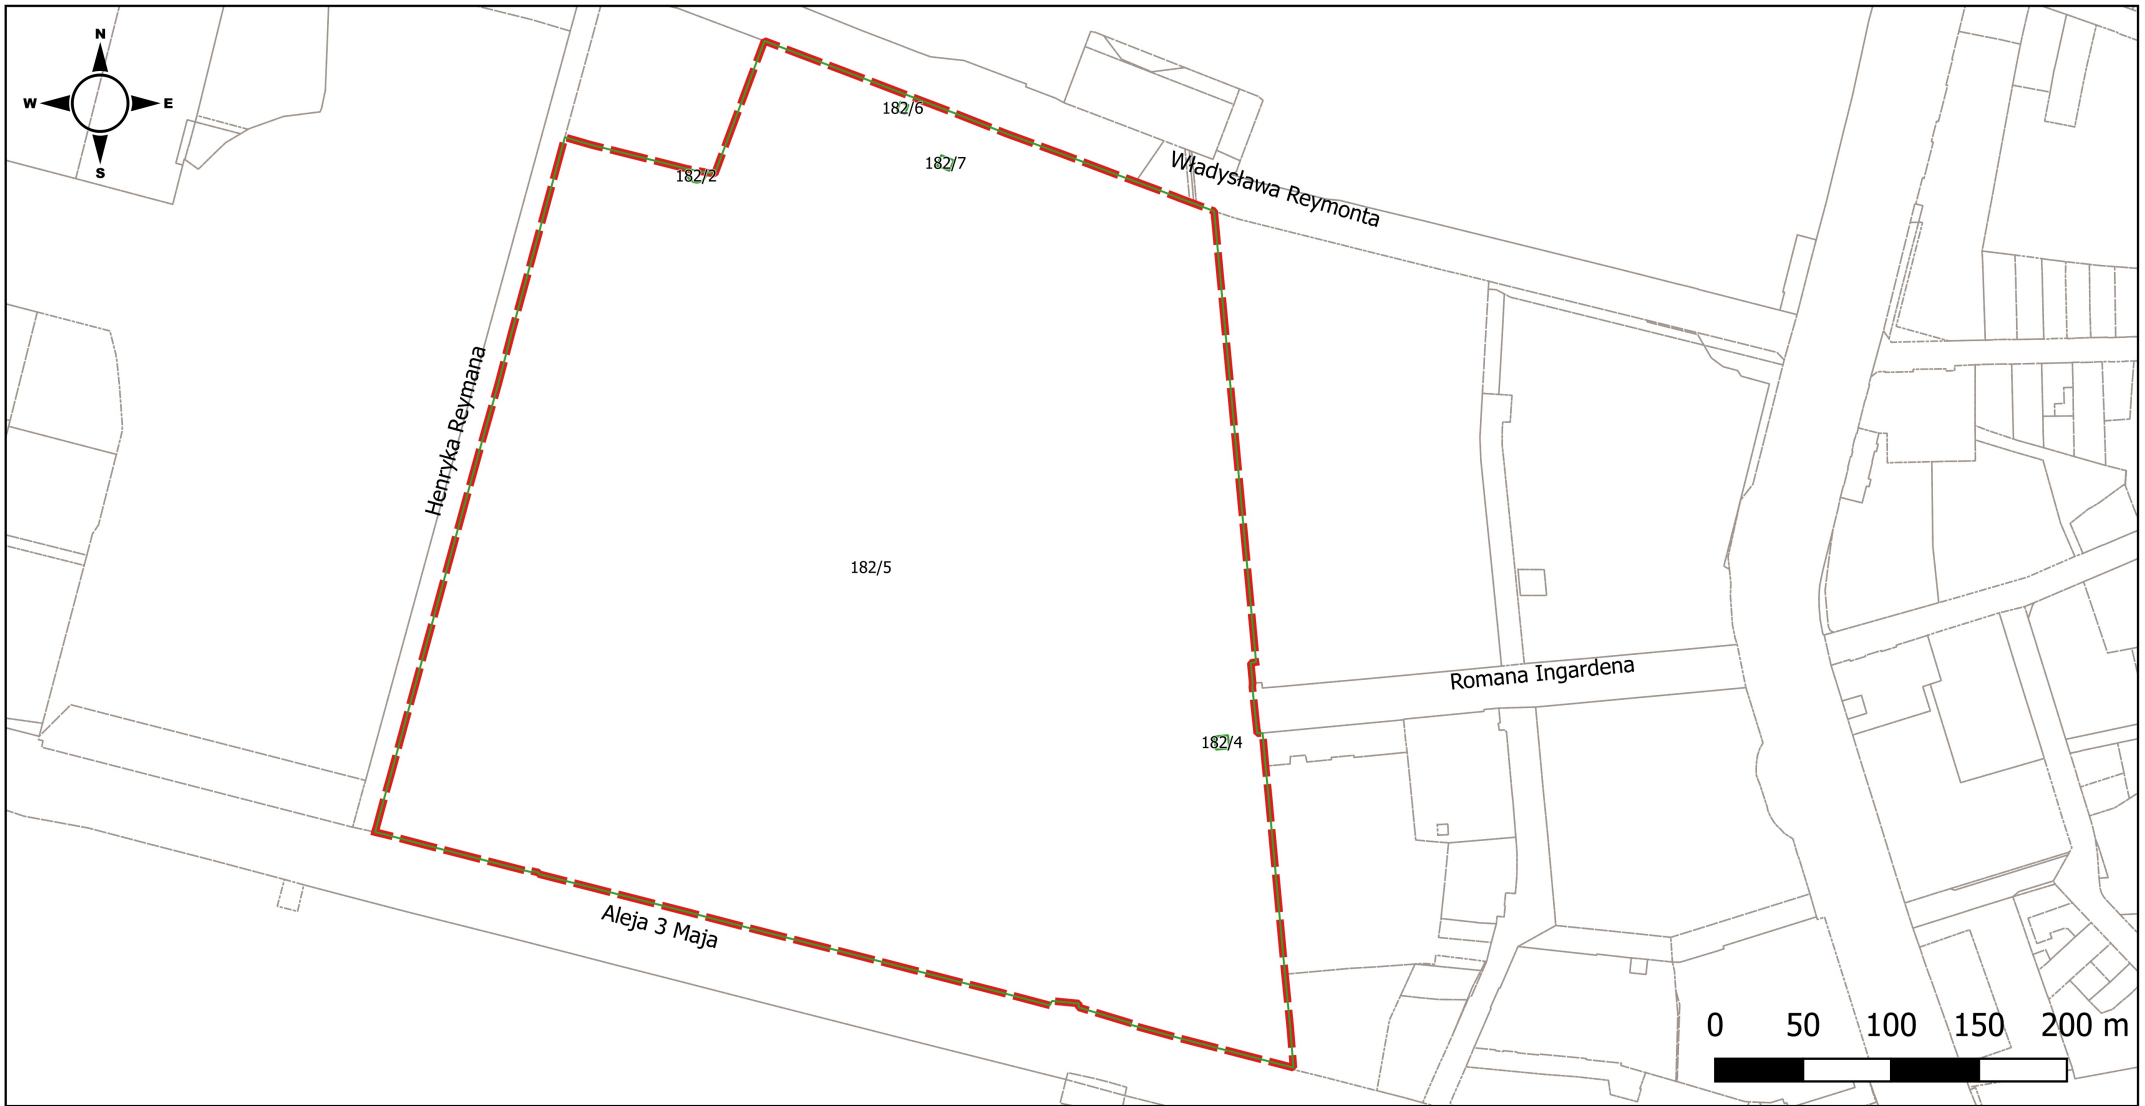 N
W E
S
182/6
182/7
182/2
Władysława Reymonta
Henryka Reymana
182/5
Romana Ingardena
182/4
Aleja 3 Maja
0 50 100 150 200 m